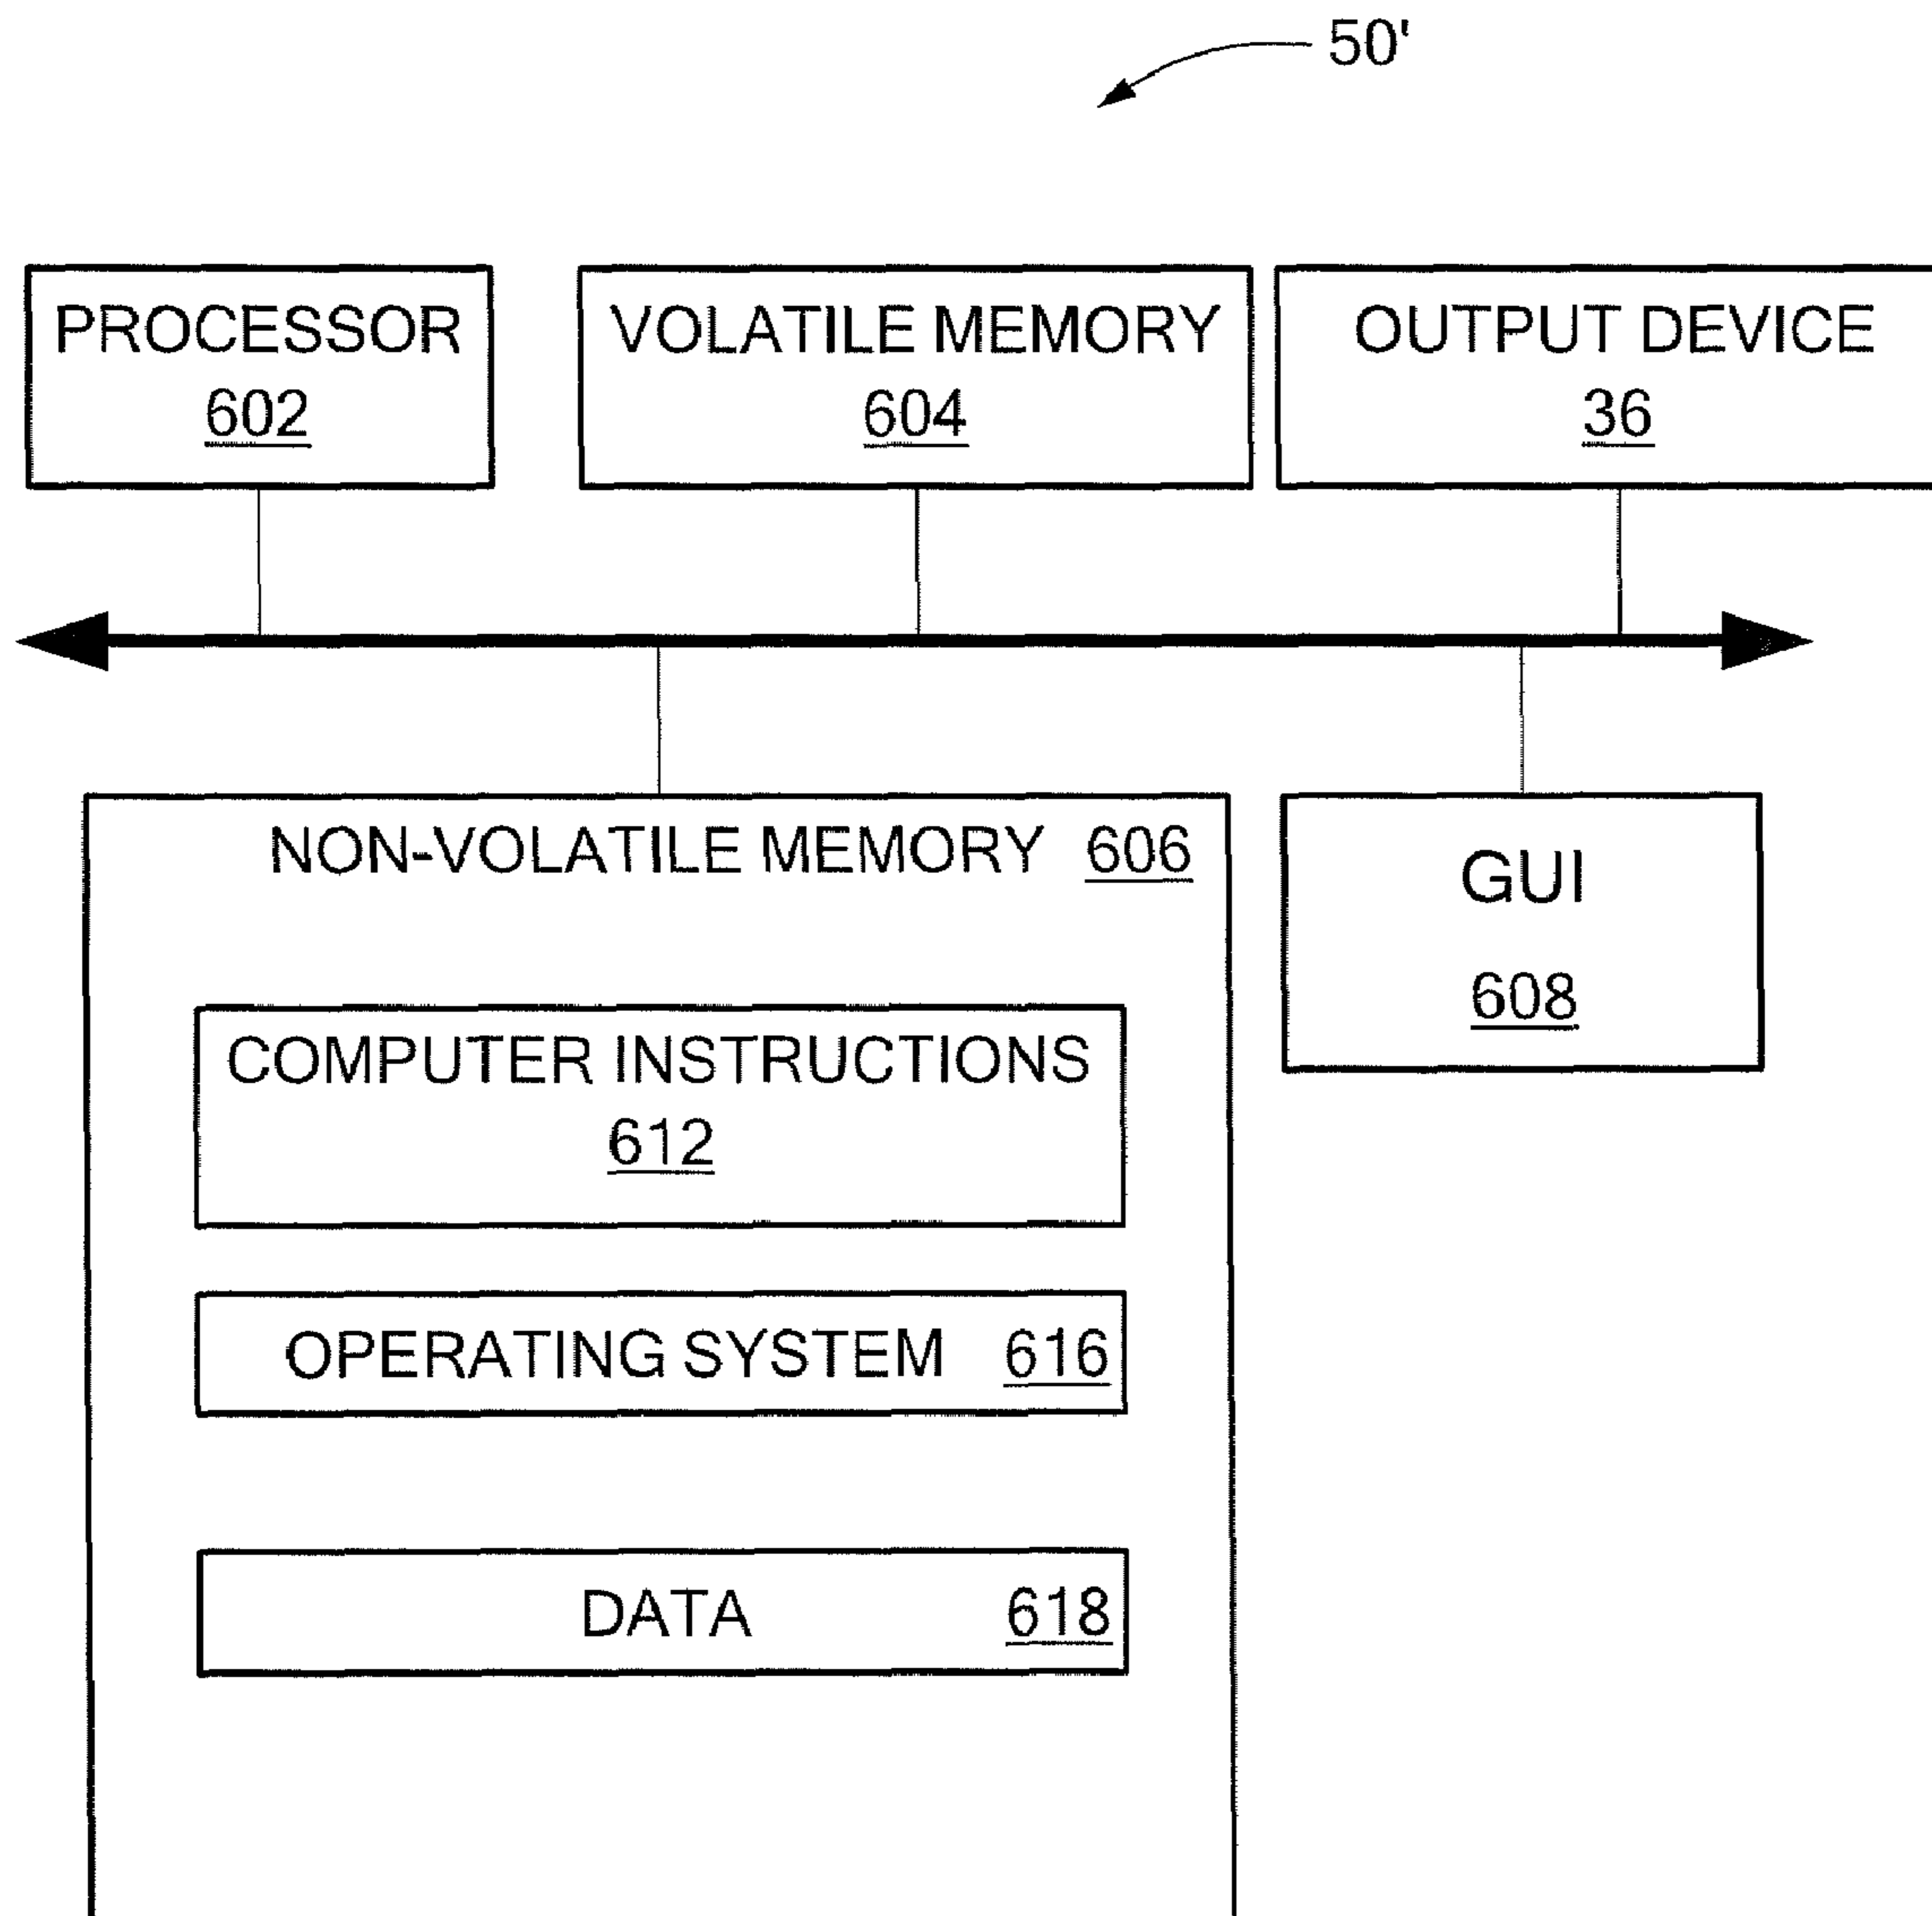 50'
PROCESSOR
602
VOLATILE MEMORY
604
OUTPUT DEVICE
36
NON-VOLATILE MEMORY 606
GUI
608
COMPUTER INSTRUCTIONS
612
OPERATING SYSTEM 616
DATA 618